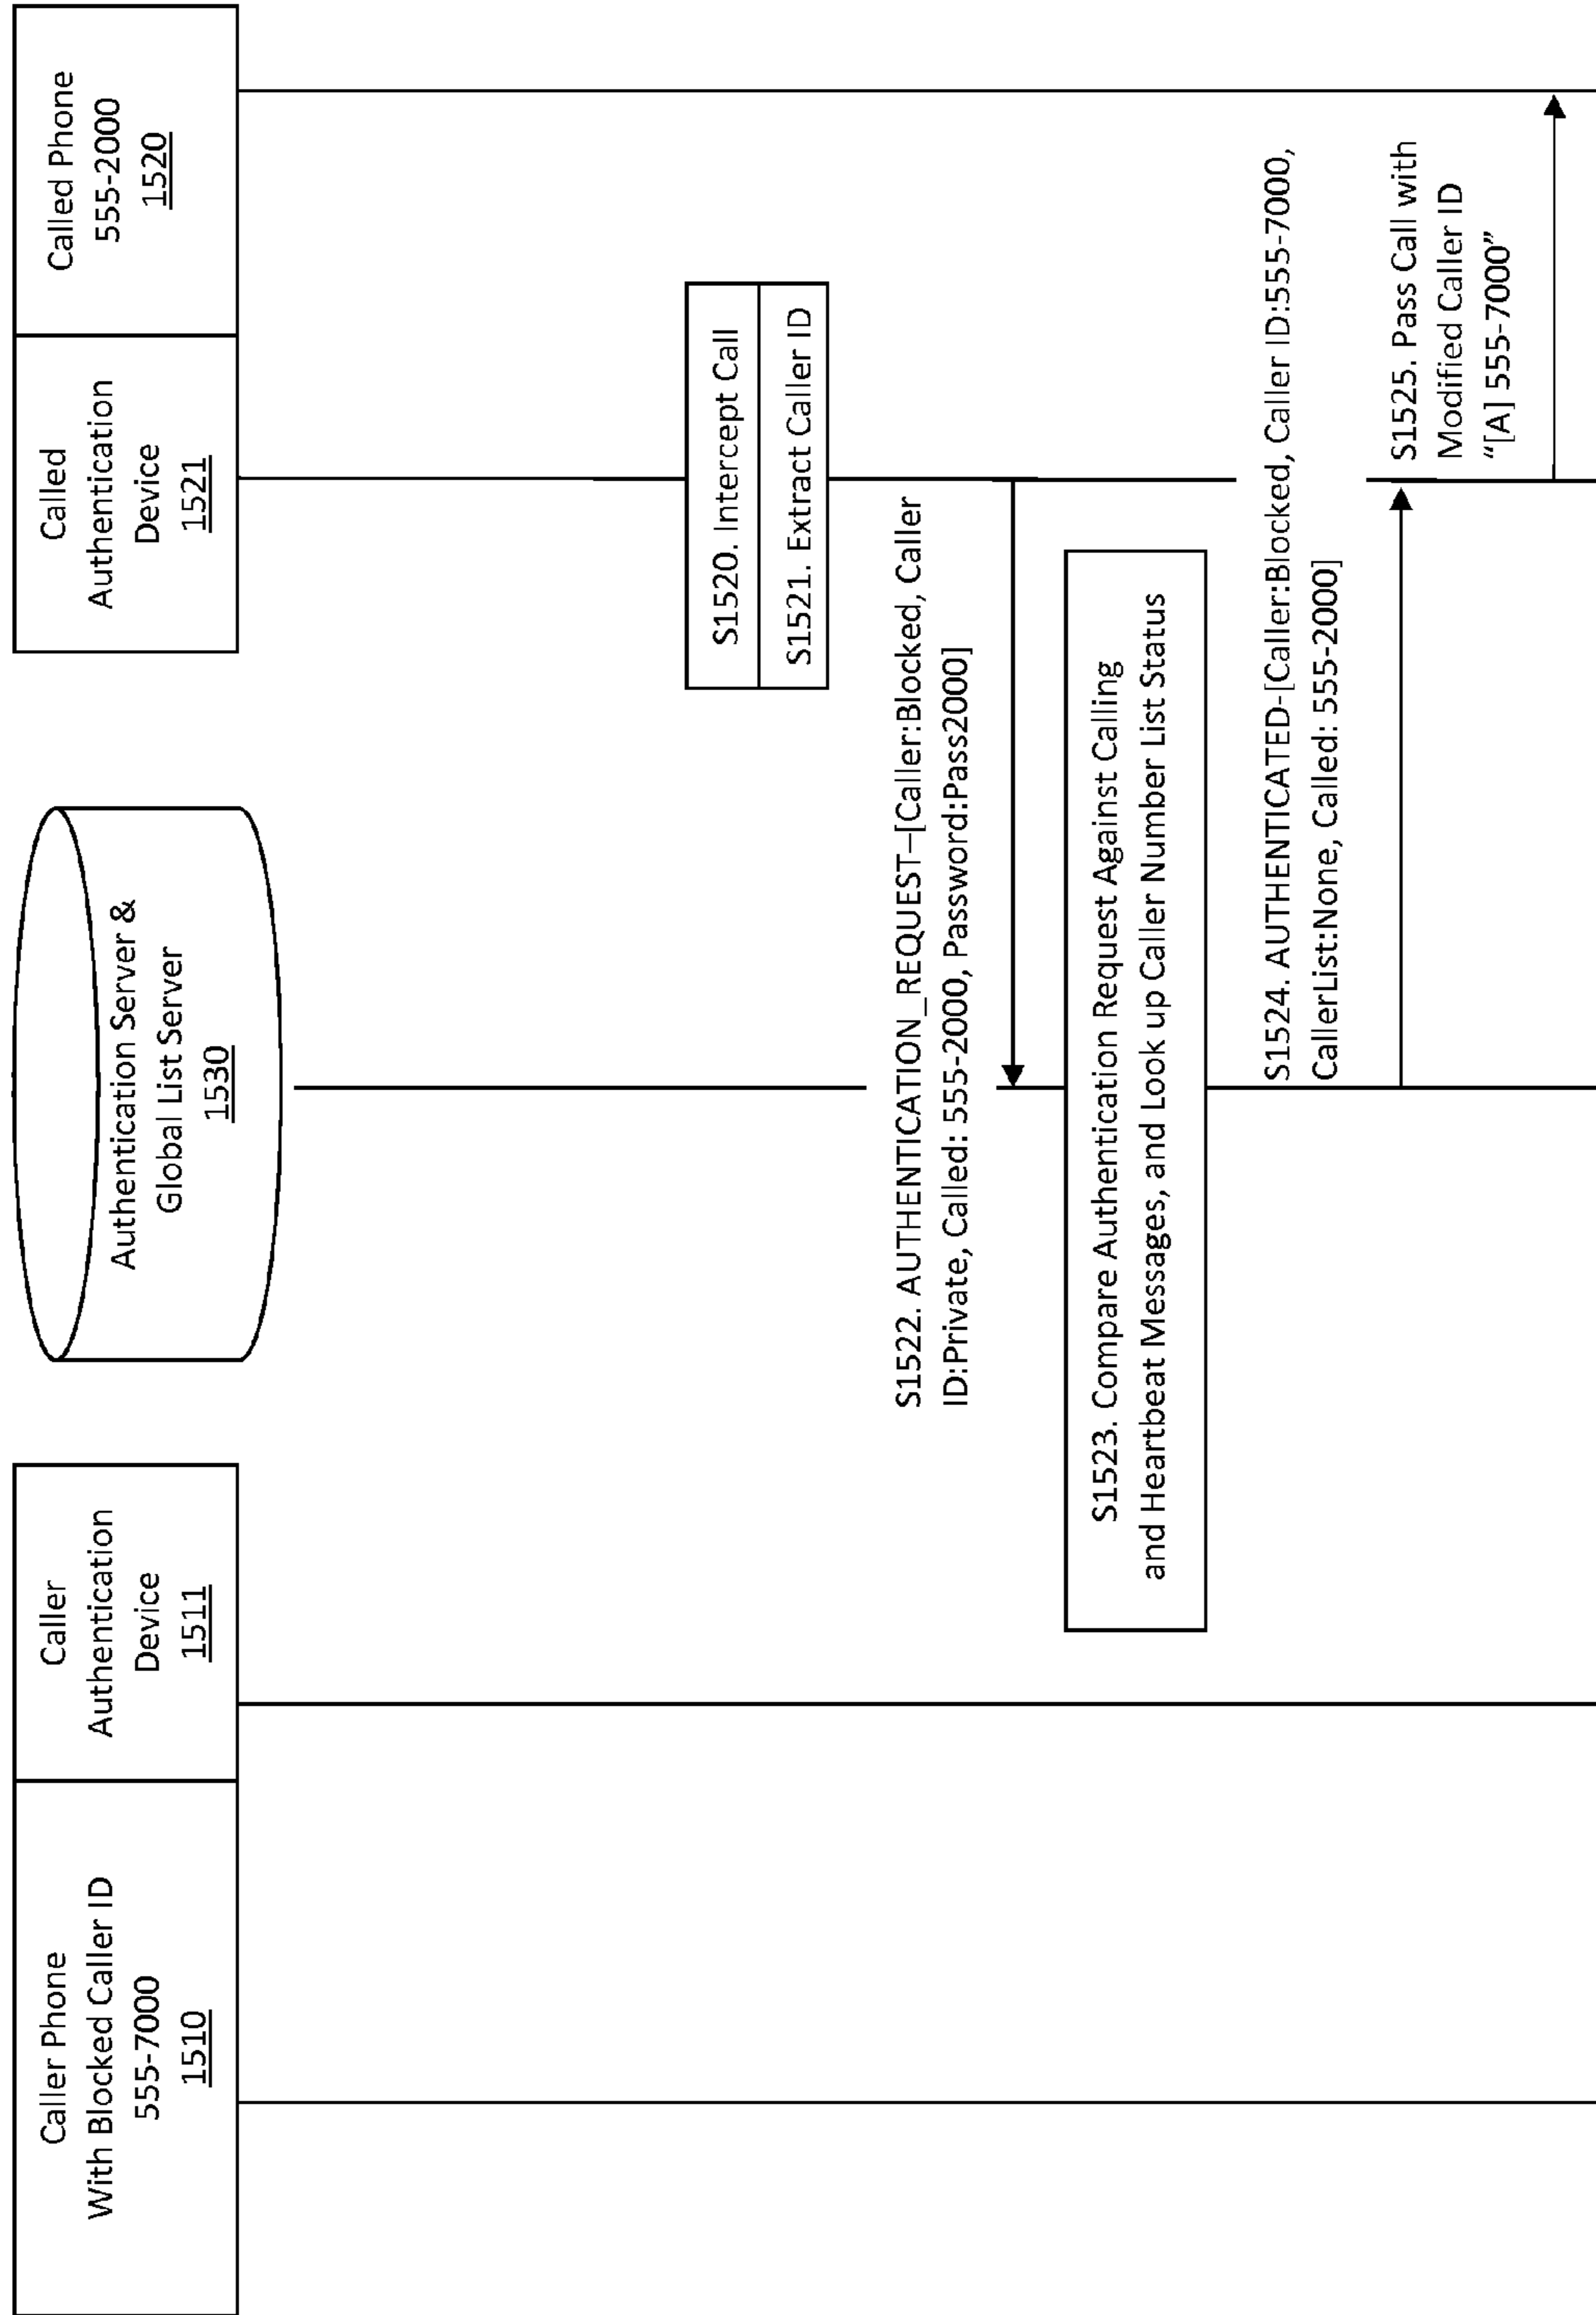 Caller Phone
With Blocked Caller ID
555-7000
1510
Caller
Authentication
Device
1511
Authentication Server &
Global List Server
1530
Called
Authentication
Device
1521
Called Phone
555-2000
1520
S1520. Intercept Call
S1521. Extract Caller ID
S1522. AUTHENTICATION_REQUEST–[Caller:Blocked, Caller
ID:Private, Called: 555-2000, Password:Pass2000]
S1523. Compare Authentication Request Against Calling
and Heartbeat Messages, and Look up Caller Number List Status
S1524. AUTHENTICATED-[Caller:Blocked, Caller ID:555-7000,
CallerList:None, Called: 555-2000]
S1525. Pass Call with
Modified Caller ID
“[A] 555-7000”